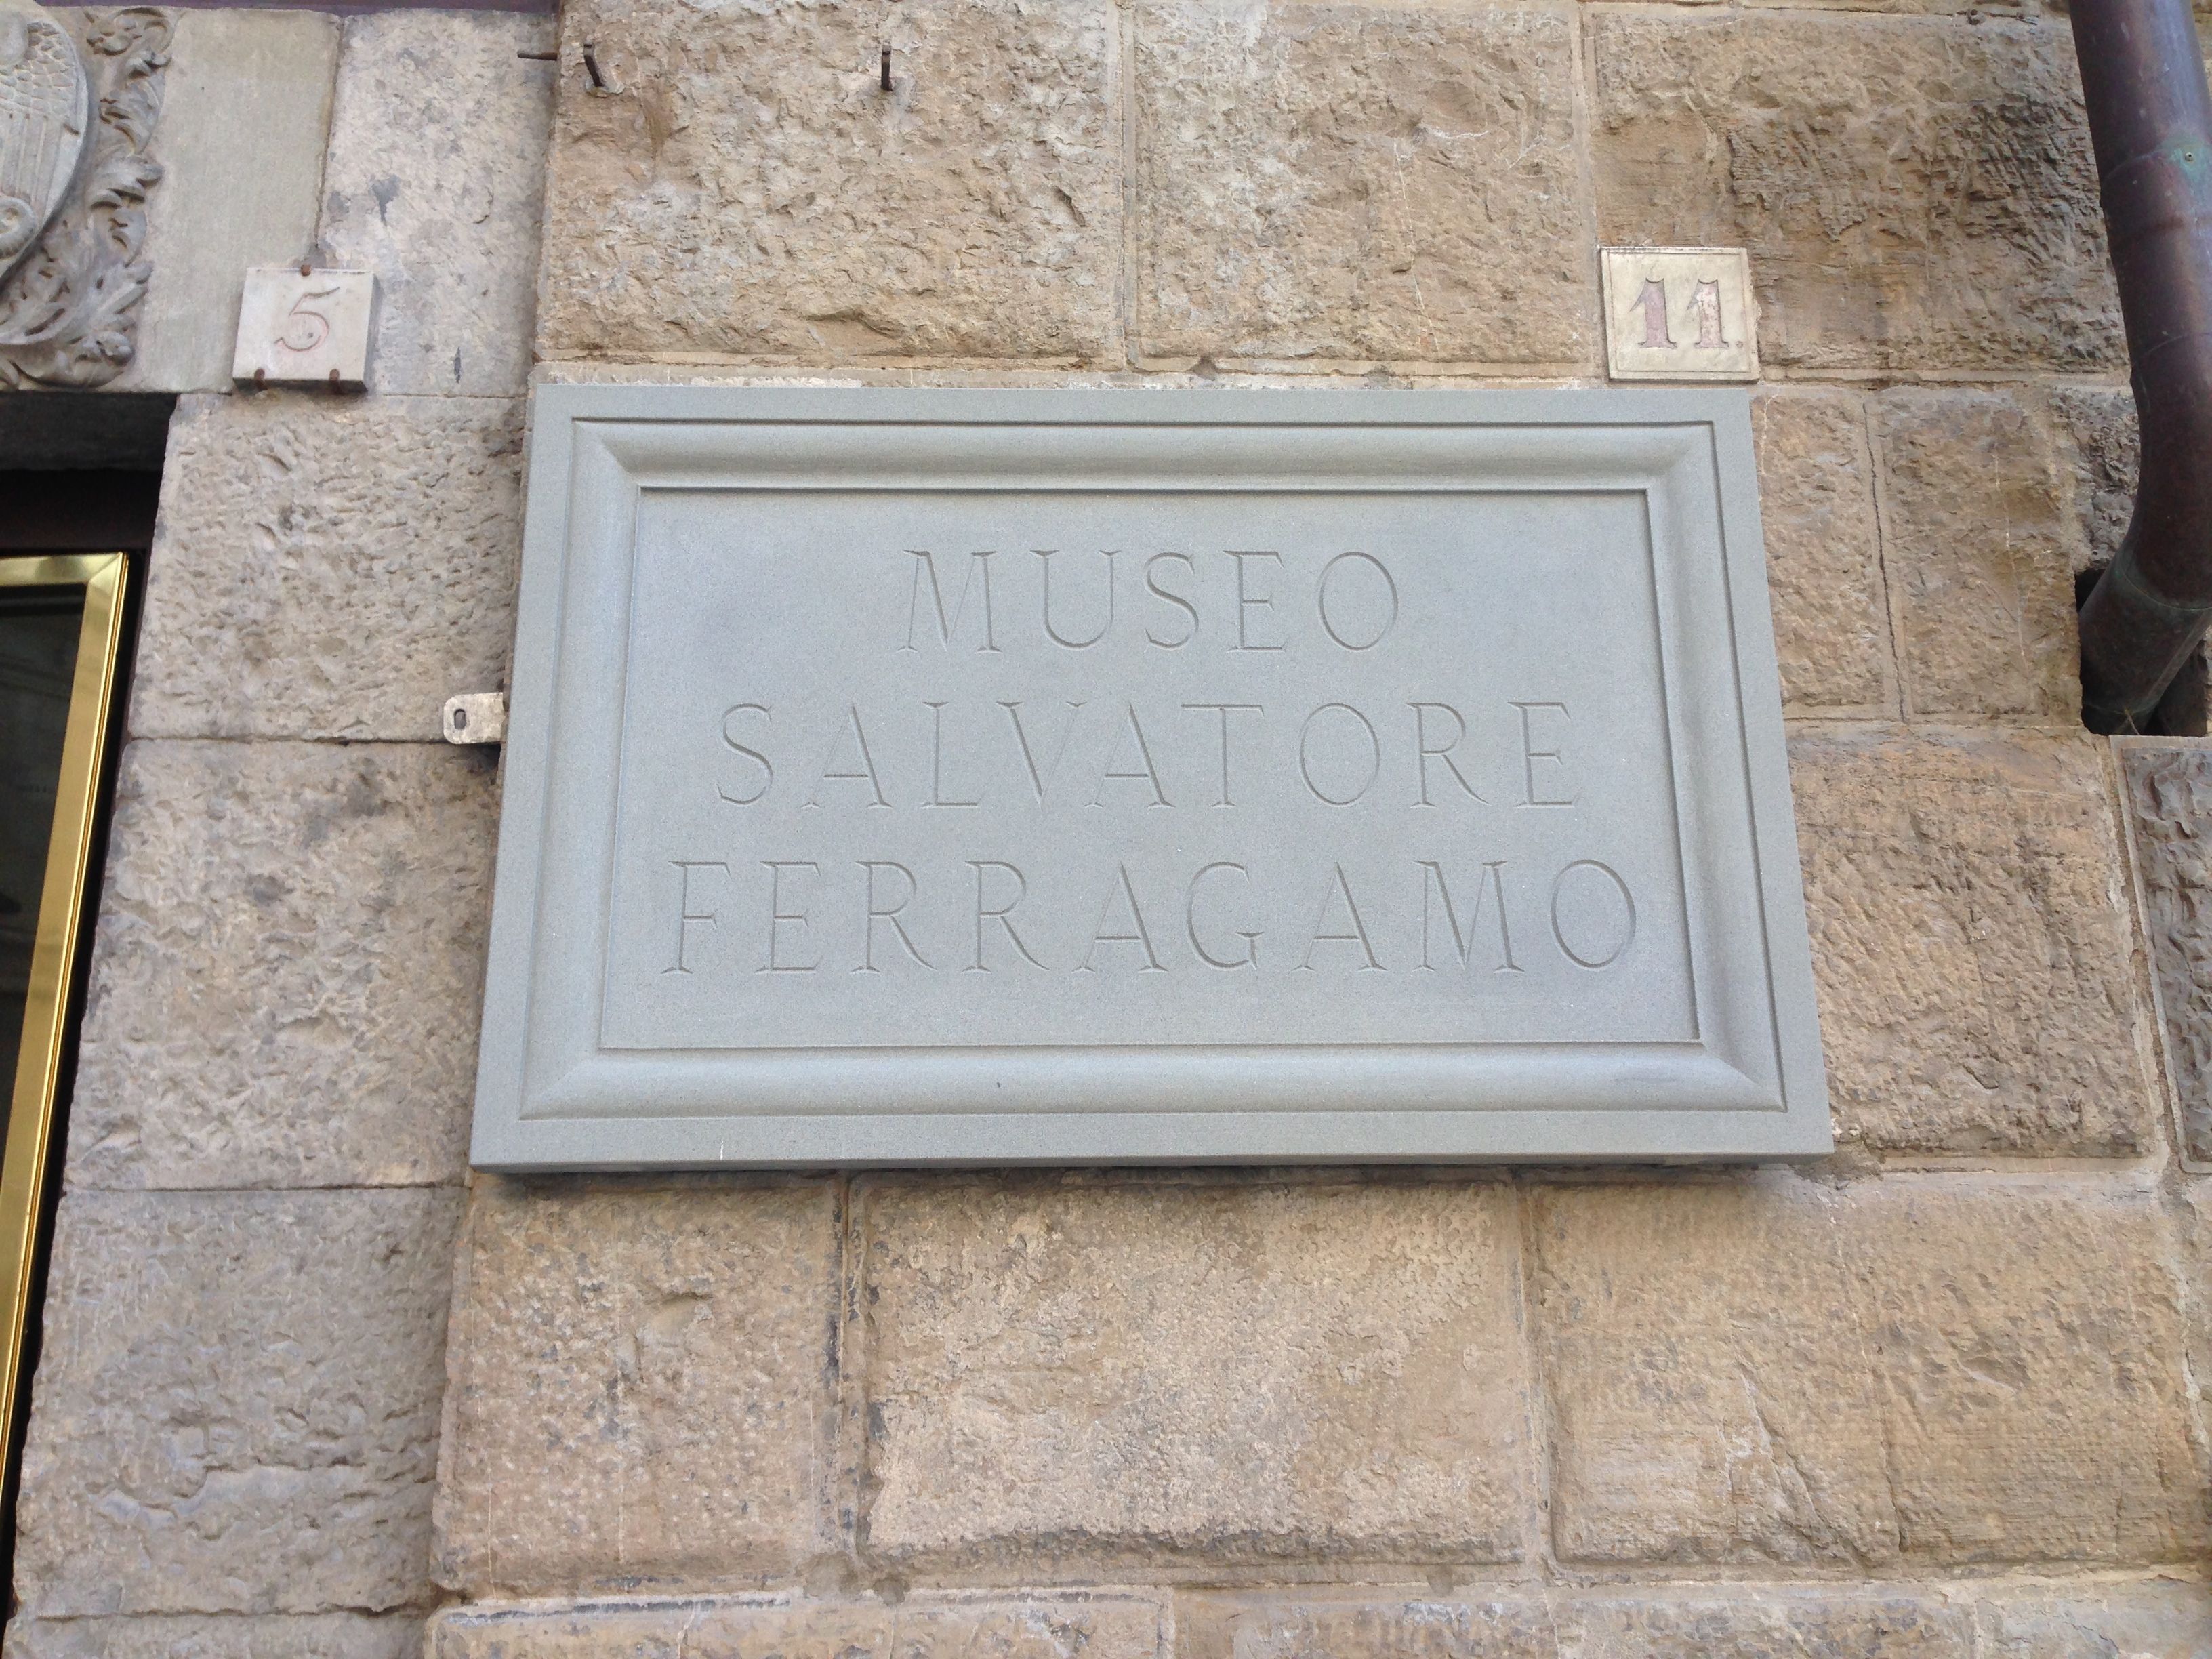 5
11.
MUSEO
SALVATORE
FERRAGAMO